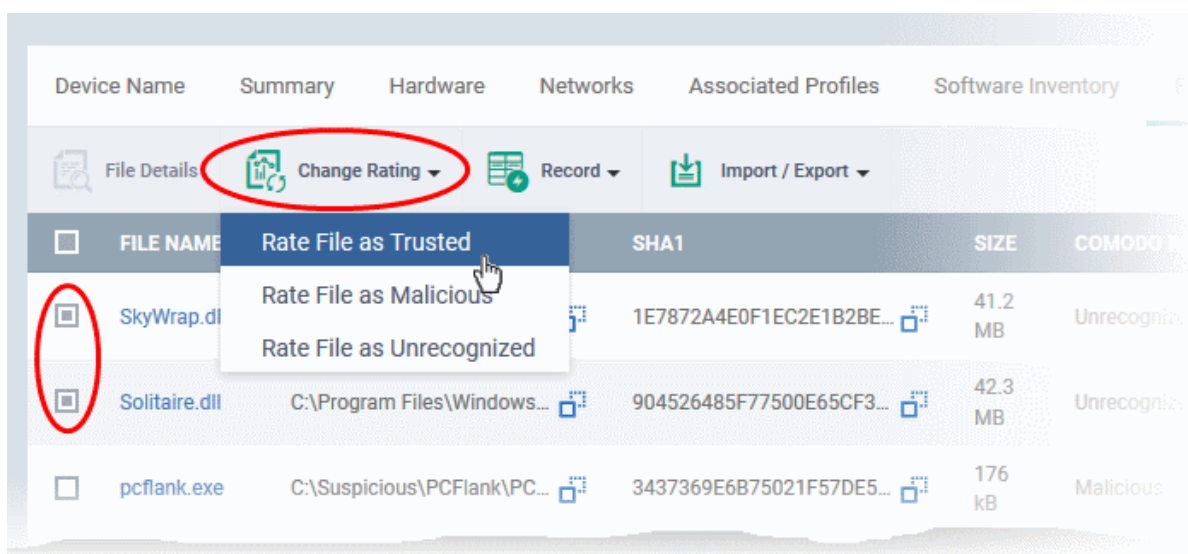 Device Name Summary Hardware Networks Associated Profiles Software Inventory
File Details Change Rating Record Import / Export
FILE NAME SHA1 SIZE COMODO
Rate File as Trusted
Rate File as Malicious
Rate File as Unrecognized
1E7872A4E0F1EC2E1B2BE... 41.2
MB
Solitaire.dll C:\Program Files\Windows... 904526485F77500E65CF3... 42.3
MB
pcflank.exe C:\Suspicious\PCFlank\PC... 3437369E6B75021F57DE5... 176 Malicious
kB